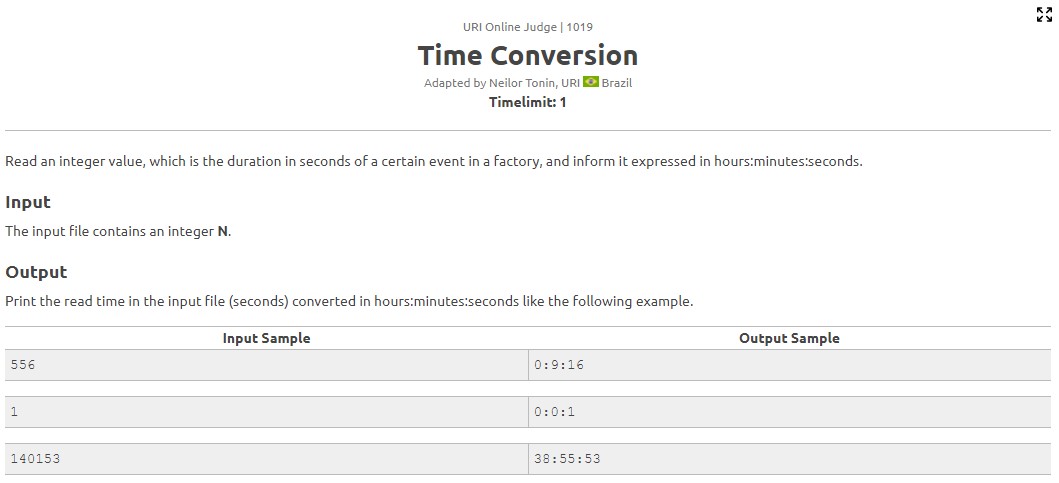 URI Online Judge | 1019
Time Conversion
Adapted by Neilor Tonin, URI Brazil
Timelimit: 1
Read an integer value, which is the duration in seconds of a certain event in a factory, and inform it expressed in hours:minutes:seconds.
Input
The input file contains an integer N.
Output
Print the read time in the input file (seconds) converted in hours:minutes:seconds like the following example.
Input Sample Output Sample
556 0:9:16
1 0:0:1
140153 38:55:53